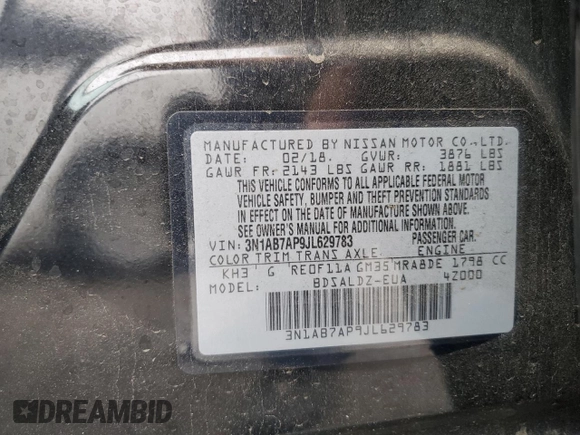 MANUFACTURED BY NISSAN MOTOR CO.,LTD.
DATE: 02/18. GVWR: 3876 LBS
GAWR FR: 2143 LBS GAWR RR: 1881 LBS
THIS VEHICLE CONFORMS TO ALL APPLICABLE FEDERAL MOTOR
VEHICLE SAFETY, BUMPER AND THEFT PREVENTION STANDARDS
IN EFFECT ON THE DATE OF MANUFACTURE SHOWN ABOVE.
SEE OWNER'S MANUAL FOR ADDITIONAL INFORMATION.
VIN: 3N1AB7AP9JL629783 PASSENGER CAR.
COLOR TRIM TRANS AXLE ENGINE
KH3 G RE0F11A GM35 MRA8DE 1798 CC
MODEL: BDSALDZ-EUA 4Z000
3N1AB7AP9JL629783
DREAMBID